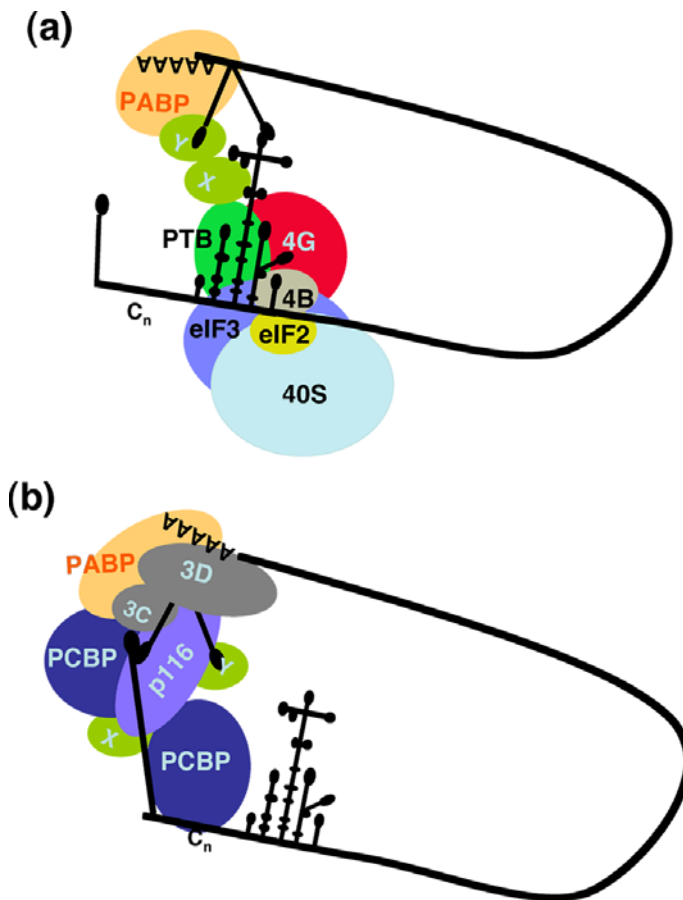 (a)
AAAAA
PABP
Y
X
PTB
4G
4B
Cn
eIF3
eIF2
40S
(b)
AAAAA
PABP
3D
3C
PCBP
p116
Y
X
PCBP
Cn